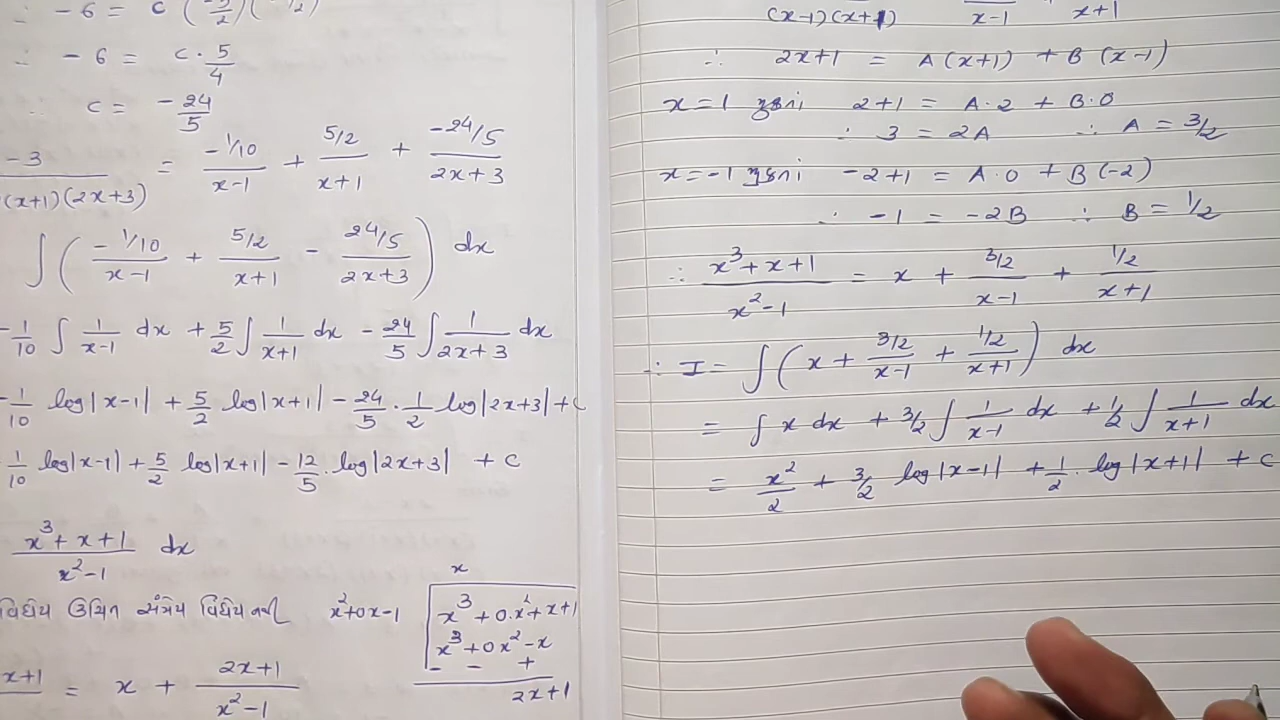 ∴ -6 = c (-5/2)(-1/2)
∴ -6 = c · 5/4
∴ c = -24/5
-3 / (x+1)(2x+3) = -1/10 / x-1 + 5/2 / x+1 + -24/5 / 2x+3
∫ ( -1/10 / x-1 + 5/2 / x+1 - 24/5 / 2x+3 ) dx
-1/10 ∫ 1/x-1 dx + 5/2 ∫ 1/x+1 dx - 24/5 ∫ 1/2x+3 dx
-1/10 log|x-1| + 5/2 log|x+1| - 24/5 · 1/2 log|2x+3| + c
1/10 log|x-1| + 5/2 log|x+1| - 12/5 · log|2x+3| + c
x³+x+1 / x²-1 dx
વિધેય ઉચિત સંમેય વિધેય નથી
x+1 = x + 2x+1 / x²-1
x
x²+0x-1 x³+0.x²+x+1
x³+0x²-x
- - +
2x+1
(x-1)(x+1) x-1 x+1
∴ 2x+1 = A(x+1) + B(x-1)
x=1 મુકતાં 2+1 = A·2 + B·0
∴ 3 = 2A ∴ A = 3/2
x=-1 મુકતાં -2+1 = A·0 + B(-2)
∴ -1 = -2B ∴ B = 1/2
∴ x³+x+1 / x²-1 = x + 3/2 / x-1 + 1/2 / x+1
∴ I = ∫ ( x + 3/2 / x-1 + 1/2 / x+1 ) dx
= ∫ x dx + 3/2 ∫ 1/x-1 dx + 1/2 ∫ 1/x+1 dx
= x²/2 + 3/2 log|x-1| + 1/2 · log|x+1| + c